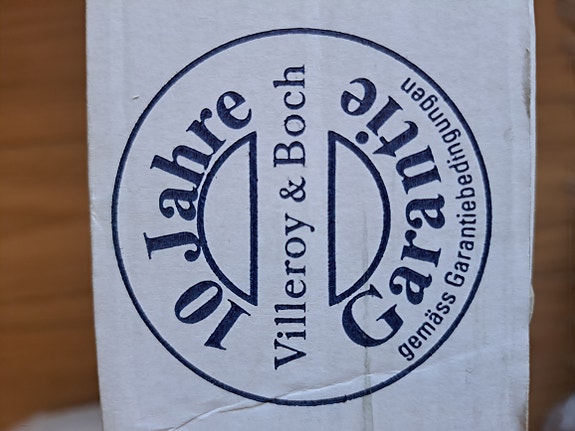 10 Jahre
Villeroy & Boch
Garantie
gemäss Garantiebedingungen